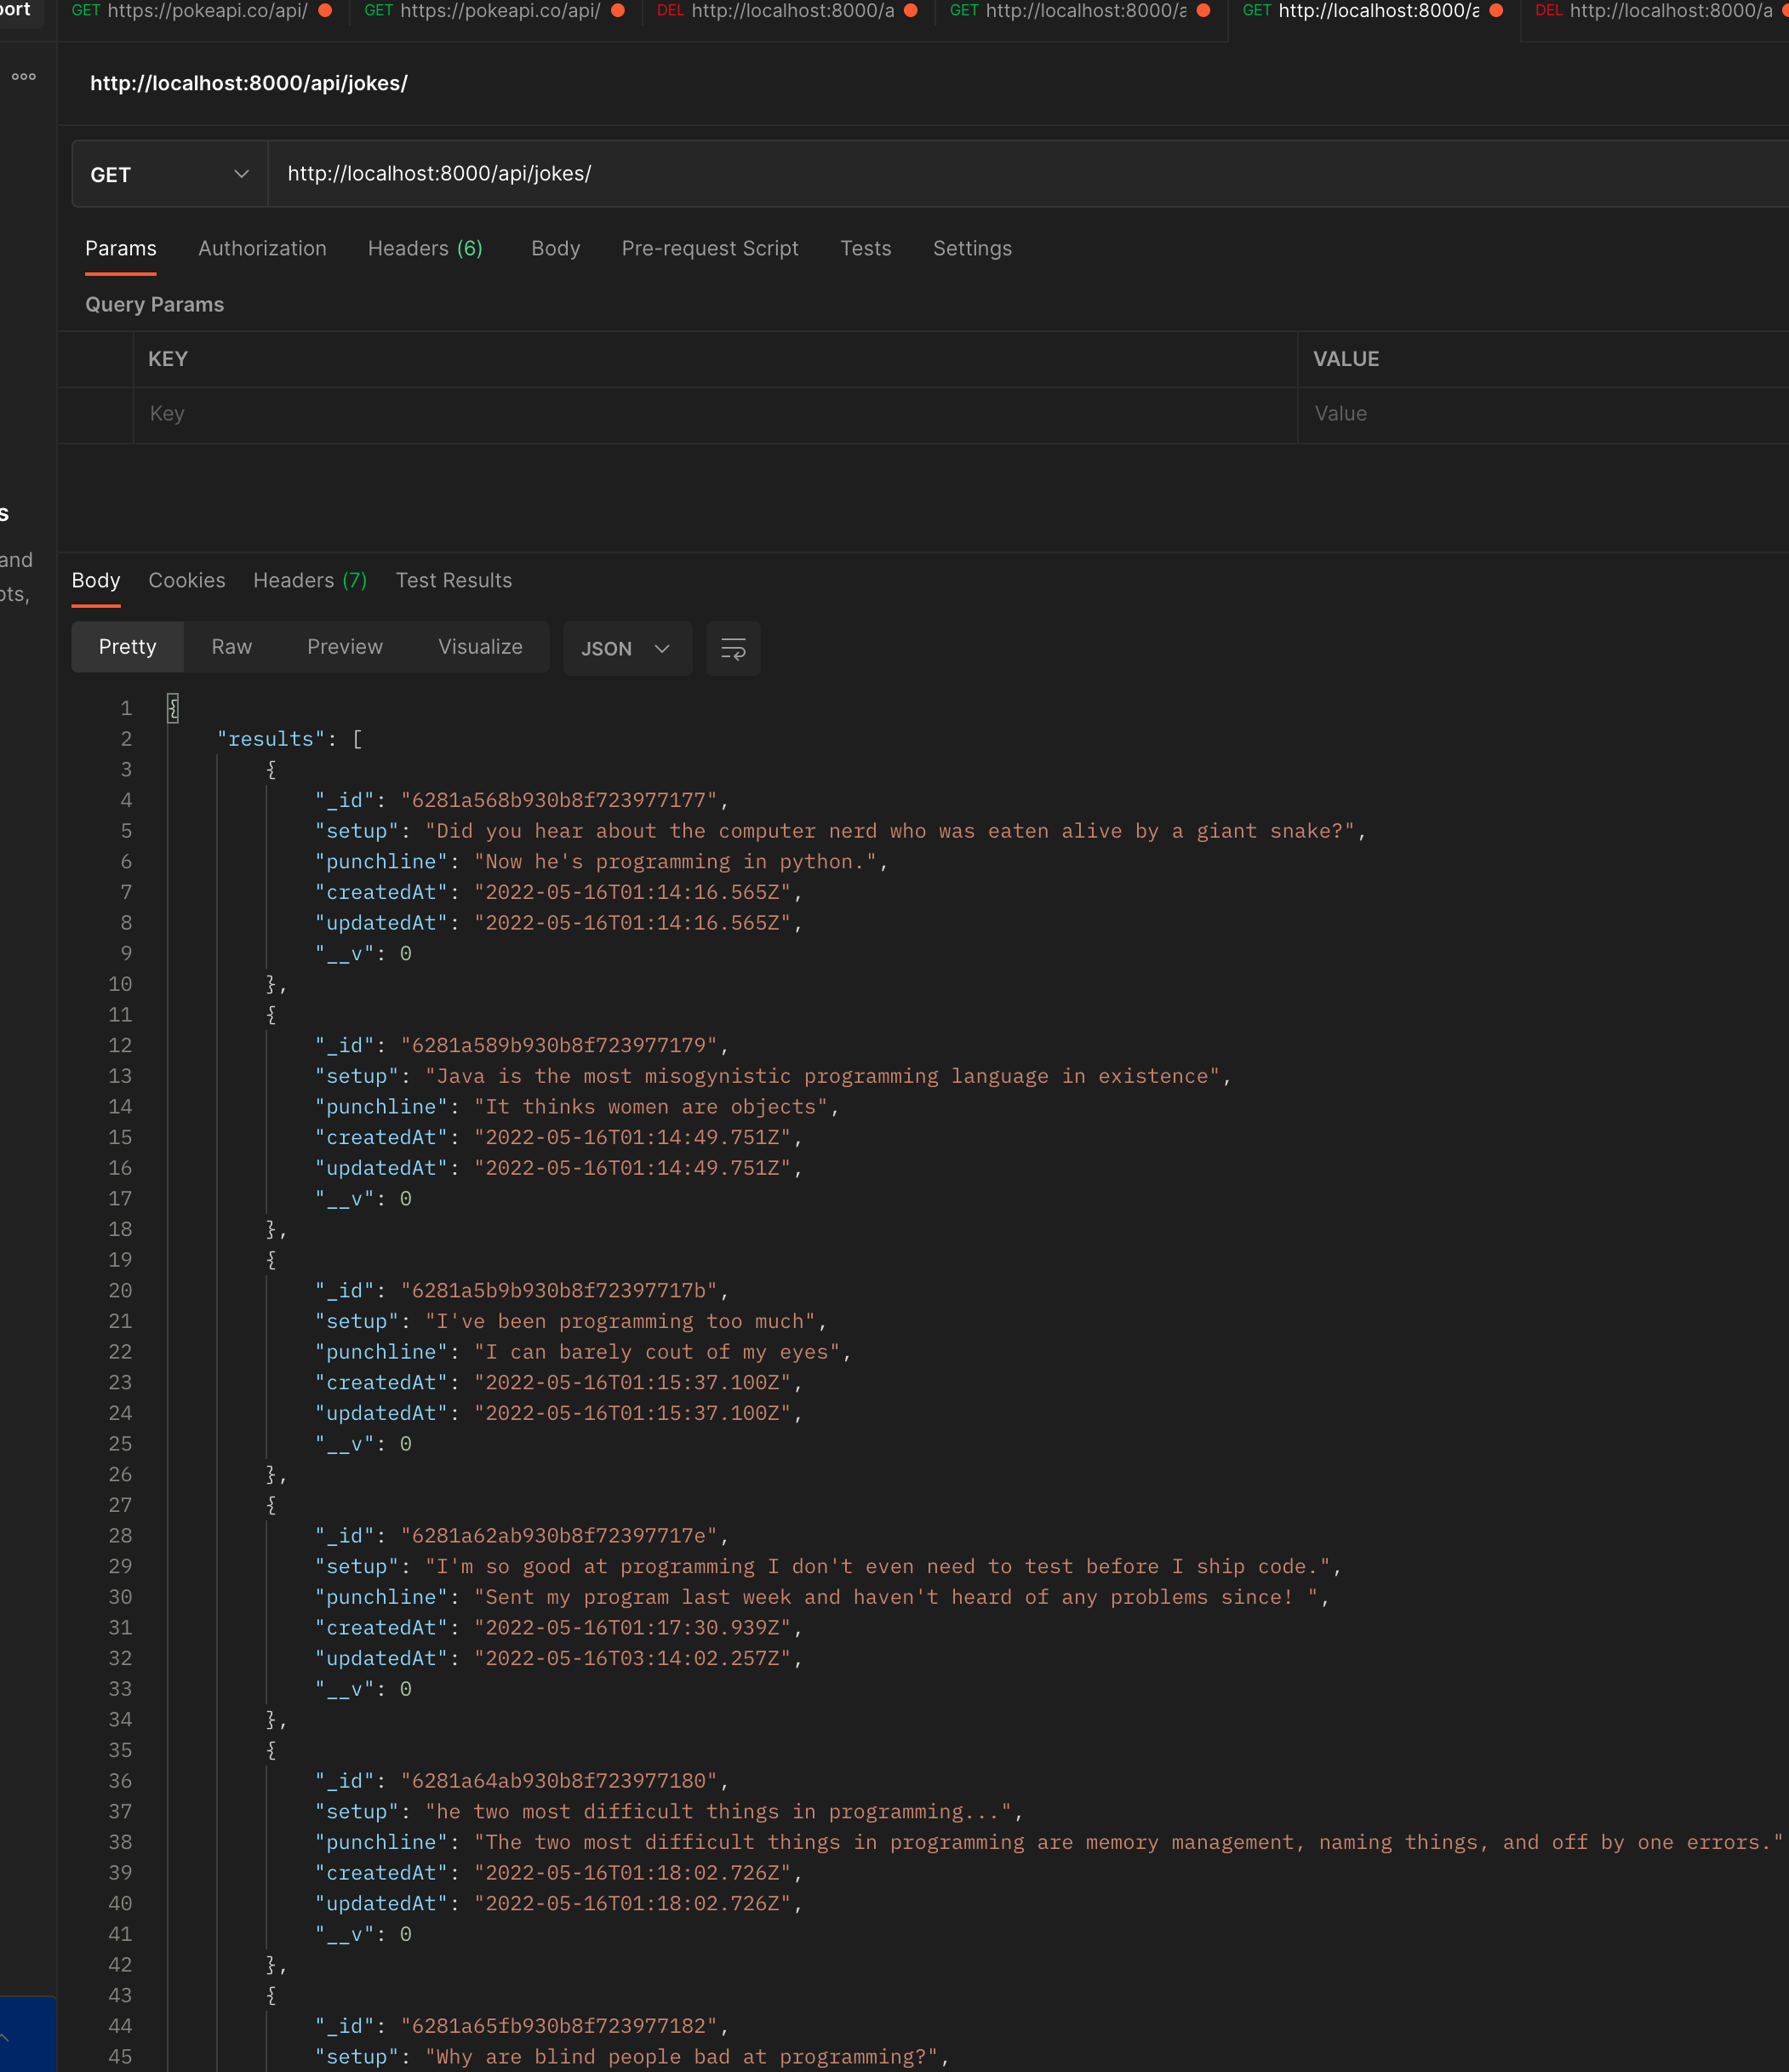 ort
GET https://pokeapi.co/api/ GET https://pokeapi.co/api/ DEL http://localhost:8000/a GET http://localhost:8000/a GET http://localhost:8000/a DEL http://localhost:8000/a
http://localhost:8000/api/jokes/
GET http://localhost:8000/api/jokes/
Params Authorization Headers (6) Body Pre-request Script Tests Settings
Query Params
KEY VALUE
Key Value
s
and
ots,
Body Cookies Headers (7) Test Results
Pretty Raw Preview Visualize JSON
1 {
2 "results": [
3 {
4 "_id": "6281a568b930b8f723977177",
5 "setup": "Did you hear about the computer nerd who was eaten alive by a giant snake?",
6 "punchline": "Now he's programming in python.",
7 "createdAt": "2022-05-16T01:14:16.565Z",
8 "updatedAt": "2022-05-16T01:14:16.565Z",
9 "__v": 0
10 },
11 {
12 "_id": "6281a589b930b8f723977179",
13 "setup": "Java is the most misogynistic programming language in existence",
14 "punchline": "It thinks women are objects",
15 "createdAt": "2022-05-16T01:14:49.751Z",
16 "updatedAt": "2022-05-16T01:14:49.751Z",
17 "__v": 0
18 },
19 {
20 "_id": "6281a5b9b930b8f72397717b",
21 "setup": "I've been programming too much",
22 "punchline": "I can barely cout of my eyes",
23 "createdAt": "2022-05-16T01:15:37.100Z",
24 "updatedAt": "2022-05-16T01:15:37.100Z",
25 "__v": 0
26 },
27 {
28 "_id": "6281a62ab930b8f72397717e",
29 "setup": "I'm so good at programming I don't even need to test before I ship code.",
30 "punchline": "Sent my program last week and haven't heard of any problems since! ",
31 "createdAt": "2022-05-16T01:17:30.939Z",
32 "updatedAt": "2022-05-16T03:14:02.257Z",
33 "__v": 0
34 },
35 {
36 "_id": "6281a64ab930b8f723977180",
37 "setup": "he two most difficult things in programming...",
38 "punchline": "The two most difficult things in programming are memory management, naming things, and off by one errors."
39 "createdAt": "2022-05-16T01:18:02.726Z",
40 "updatedAt": "2022-05-16T01:18:02.726Z",
41 "__v": 0
42 },
43 {
44 "_id": "6281a65fb930b8f723977182",
45 "setup": "Why are blind people bad at programming?",